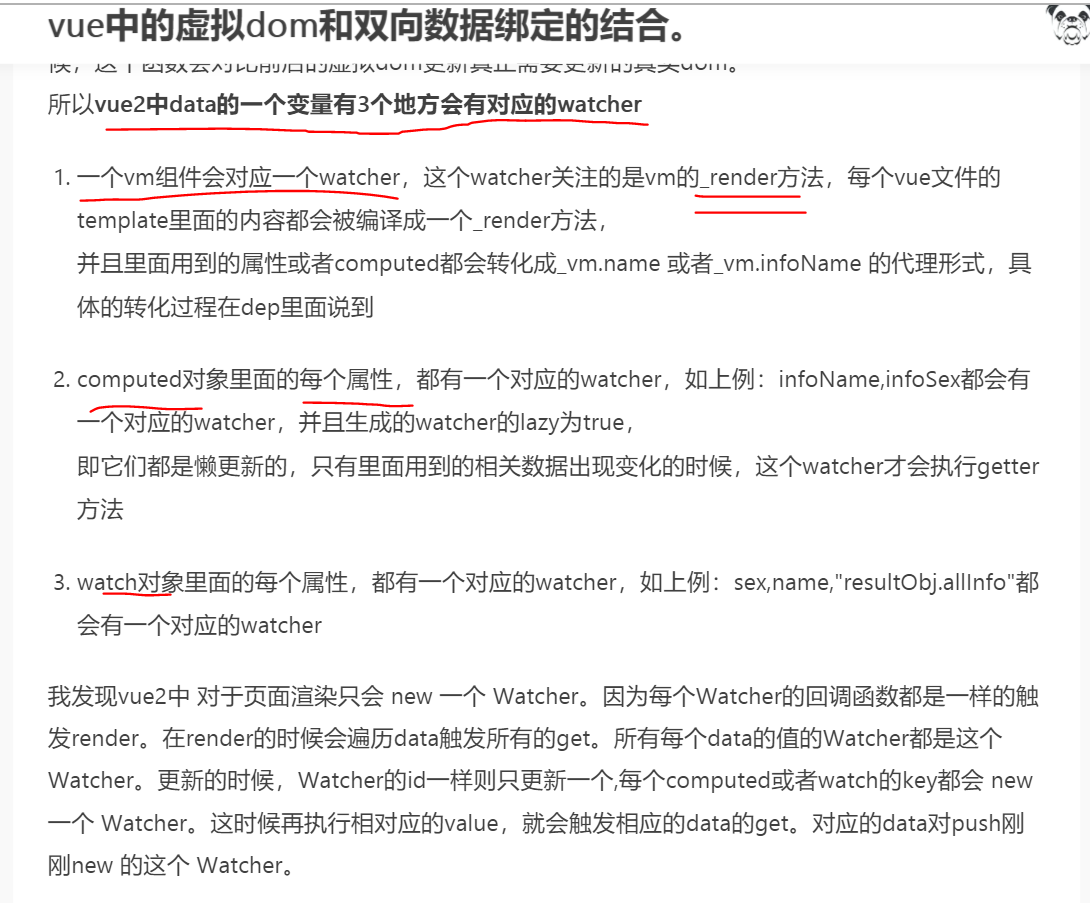 vue中的虚拟dom和双向数据绑定的结合。
候，这个函数会对比前后的虚拟dom更新真正需要更新的真实dom。
所以vue2中data的一个变量有3个地方会有对应的watcher
1. 一个vm组件会对应一个watcher，这个watcher关注的是vm的_render方法，每个vue文件的
template里面的内容都会被编译成一个_render方法，
并且里面用到的属性或者computed都会转化成_vm.name 或者_vm.infoName 的代理形式，具
体的转化过程在dep里面说到
2. computed对象里面的每个属性，都有一个对应的watcher，如上例：infoName,infoSex都会有
一个对应的watcher，并且生成的watcher的lazy为true，
即它们都是懒更新的，只有里面用到的相关数据出现变化的时候，这个watcher才会执行getter
方法
3. watch对象里面的每个属性，都有一个对应的watcher，如上例：sex,name,"resultObj.allInfo"都
会有一个对应的watcher
我发现vue2中 对于页面渲染只会 new 一个 Watcher。因为每个Watcher的回调函数都是一样的触
发render。在render的时候会遍历data触发所有的get。所有每个data的值的Watcher都是这个
Watcher。更新的时候，Watcher的id一样则只更新一个,每个computed或者watch的key都会 new
一个 Watcher。这时候再执行相对应的value，就会触发相应的data的get。对应的data对push刚
刚new 的这个 Watcher。